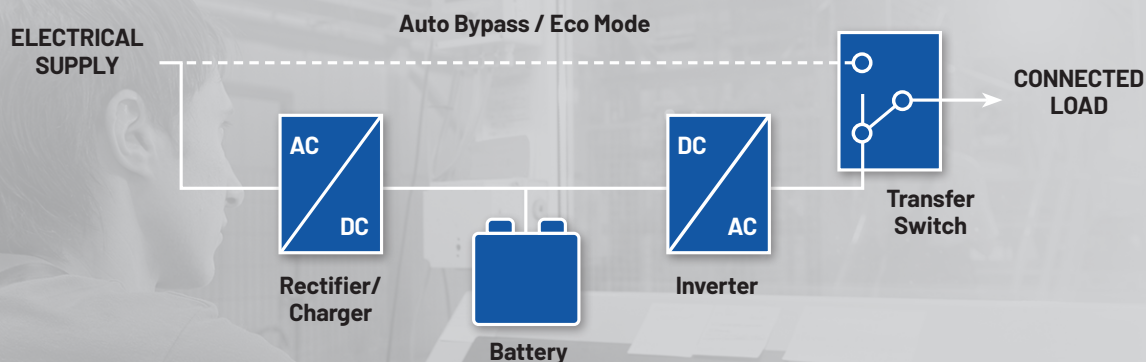 Auto Bypass / Eco Mode
ELECTRICAL
SUPPLY
CONNECTED
LOAD
AC
DC
DC
AC
Transfer
Switch
Rectifier/
Charger
Inverter
Battery